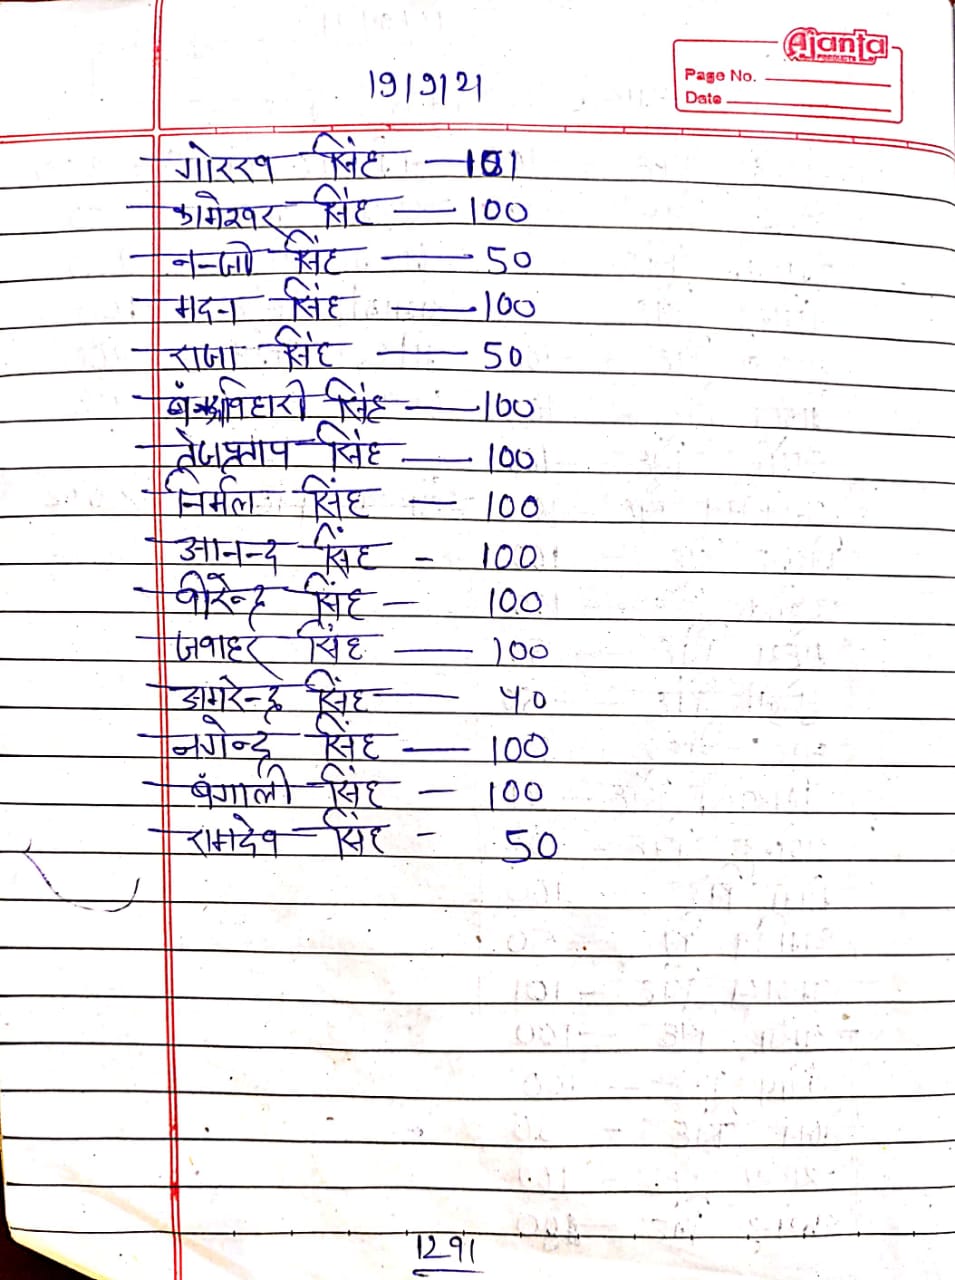 Ajanta
PRODUCTS
Page No.
Date
19/9/21
गोरख सिंह — 101
कामेश्वर सिंह — 100
नन्जी सिंह — 50
मदन सिंह — 100
राजा सिंह — 50
बंकबिहारी सिंह — 100
तेजप्रताप सिंह — 100
निर्मल सिंह — 100
आनन्द सिंह - 100
वीरेन्द्र सिंह — 100
जवाहर सिंह — 100
अमरेन्द्र सिंह — 40
नगेन्द्र सिंह — 100
बंगाली सिंह — 100
रामदेव सिंह - 50
1291